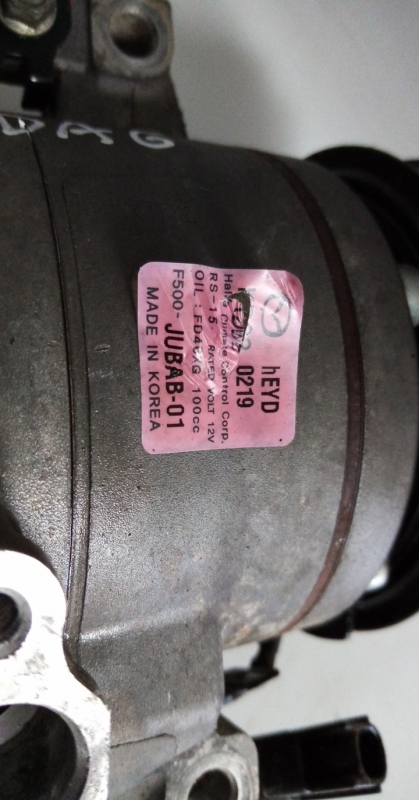 DAG
hEYD
0219
Halla Climate Control Corp.
RS-15 RATED VOLT 12V
OIL : FD46XG 100cc
F500-JUBAB-01
MADE IN KOREA